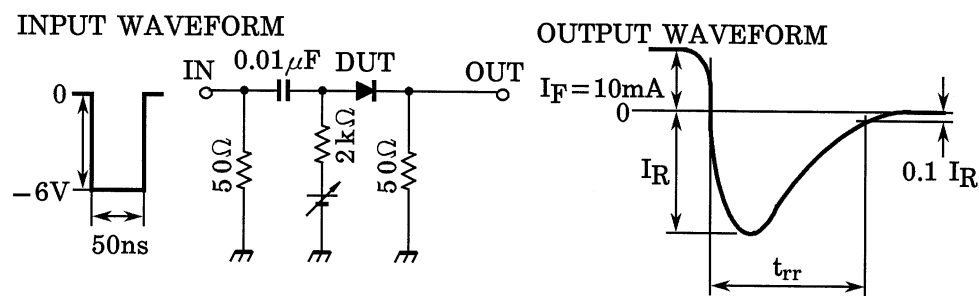 INPUT WAVEFORM
0
−6V
50ns
IN
0.01μF
DUT
OUT
50Ω
2kΩ
50Ω
OUTPUT WAVEFORM
IF=10mA
0
IR
0.1 IR
trr